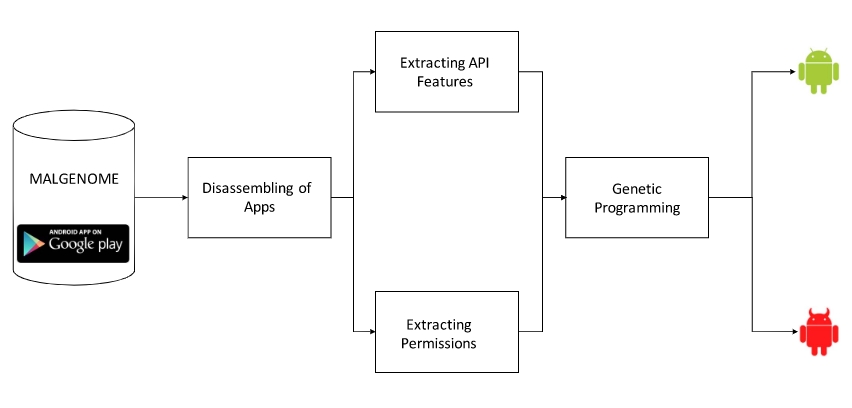 Extracting API
Features
MALGENOME
Disassembling of
Apps
Genetic
Programming
ANDROID APP ON
Google play
Extracting
Permissions